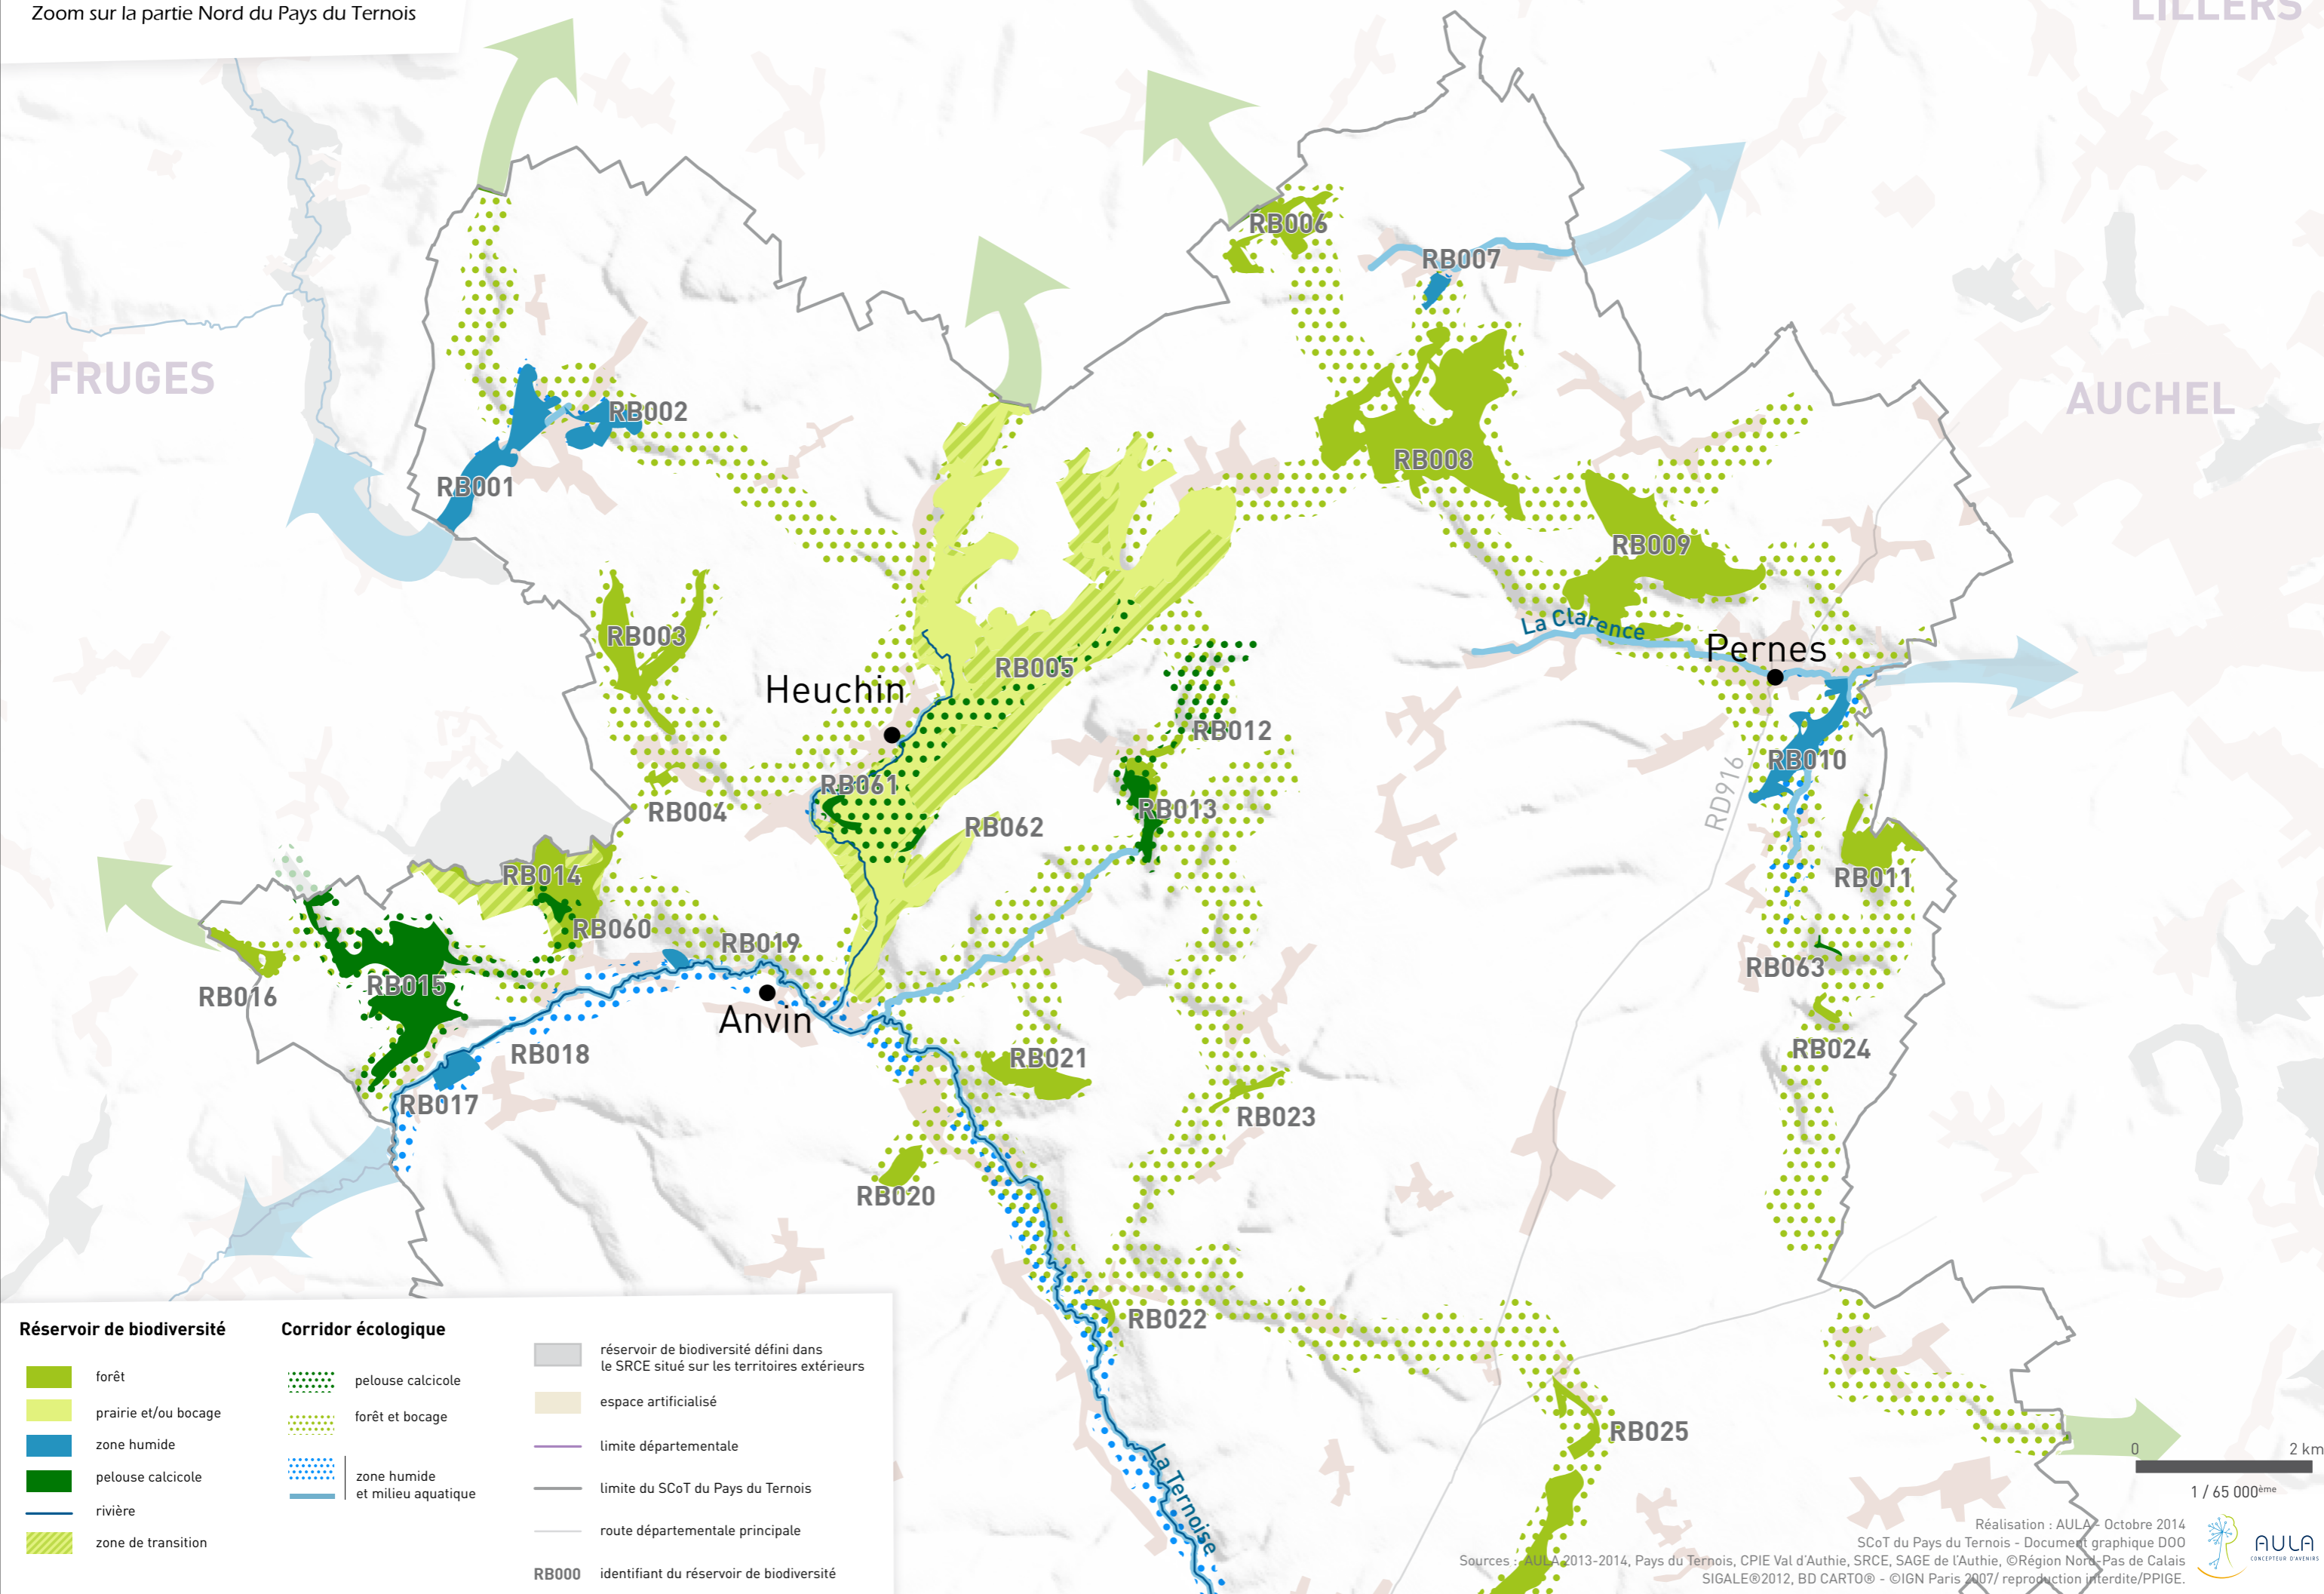 Zoom sur la partie Nord du Pays du Ternois
LILLERS
RB006
RB007
FRUGES
AUCHEL
RB002
RB001
RB008
RB009
RB003
La Clarence
Pernes
RB005
Heuchin
RB012
RB010
RB061
RB004
RB013
RD916
RB062
RB014
RB011
RB060
RB019
RB015
RB016
RB063
Anvin
RB018
RB021
RB024
RB017
RB023
RB020
RB022
RB025
La Ternoise
Réservoir de biodiversité
forêt
prairie et/ou bocage
zone humide
pelouse calcicole
rivière
zone de transition
Corridor écologique
pelouse calcicole
forêt et bocage
zone humide
et milieu aquatique
réservoir de biodiversité défini dans
le SRCE situé sur les territoires extérieurs
espace artificialisé
limite départementale
limite du SCoT du Pays du Ternois
route départementale principale
RB000 identifiant du réservoir de biodiversité
0 2 km
1 / 65 000ème
Réalisation : AULA - Octobre 2014
SCoT du Pays du Ternois - Document graphique DOO
Sources : AULA 2013-2014, Pays du Ternois, CPIE Val d'Authie, SRCE, SAGE de l'Authie, ©Région Nord-Pas de Calais
SIGALE®2012, BD CARTO® - ©IGN Paris 2007/ reproduction interdite/PPIGE.
AULA
CONCEPTEUR D'AVENIRS